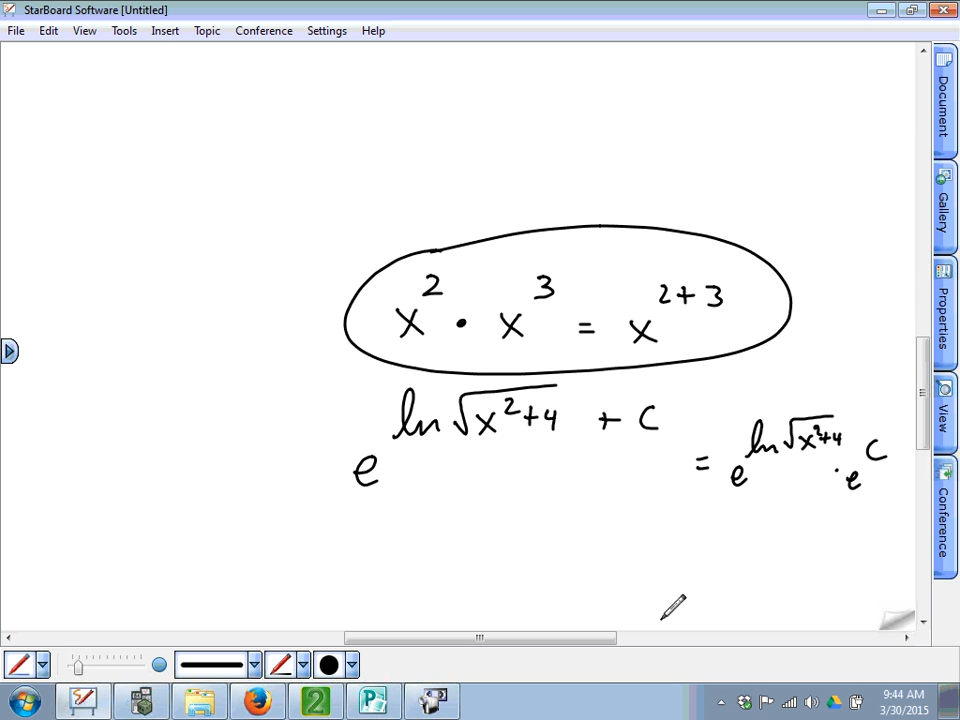 StarBoard Software [Untitled]
File Edit View Tools Insert Topic Conference Settings Help
Document
Gallery
Properties
View
Conference
x² · x³ = x²⁺³
e^(ln√(x²+4) + c) = e^(ln√(x²+4)) · e^c
9:44 AM
3/30/2015